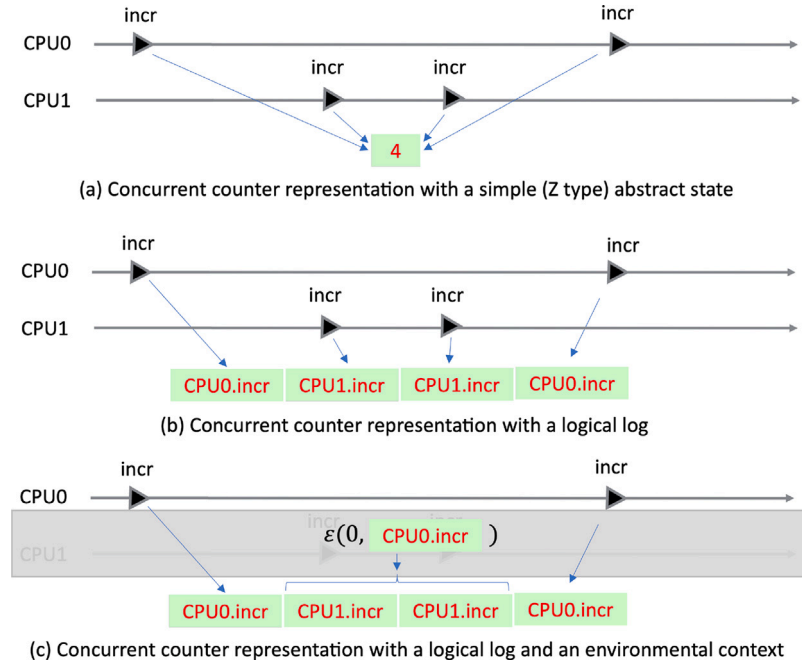 incr incr
CPU0
incr incr
CPU1
4
(a) Concurrent counter representation with a simple (Z type) abstract state
incr incr
CPU0
incr incr
CPU1
CPU0.incr CPU1.incr CPU1.incr CPU0.incr
(b) Concurrent counter representation with a logical log
incr incr
CPU0
incr
ε(0, CPU0.incr )
CPU1
CPU0.incr CPU1.incr CPU1.incr CPU0.incr
(c) Concurrent counter representation with a logical log and an environmental context